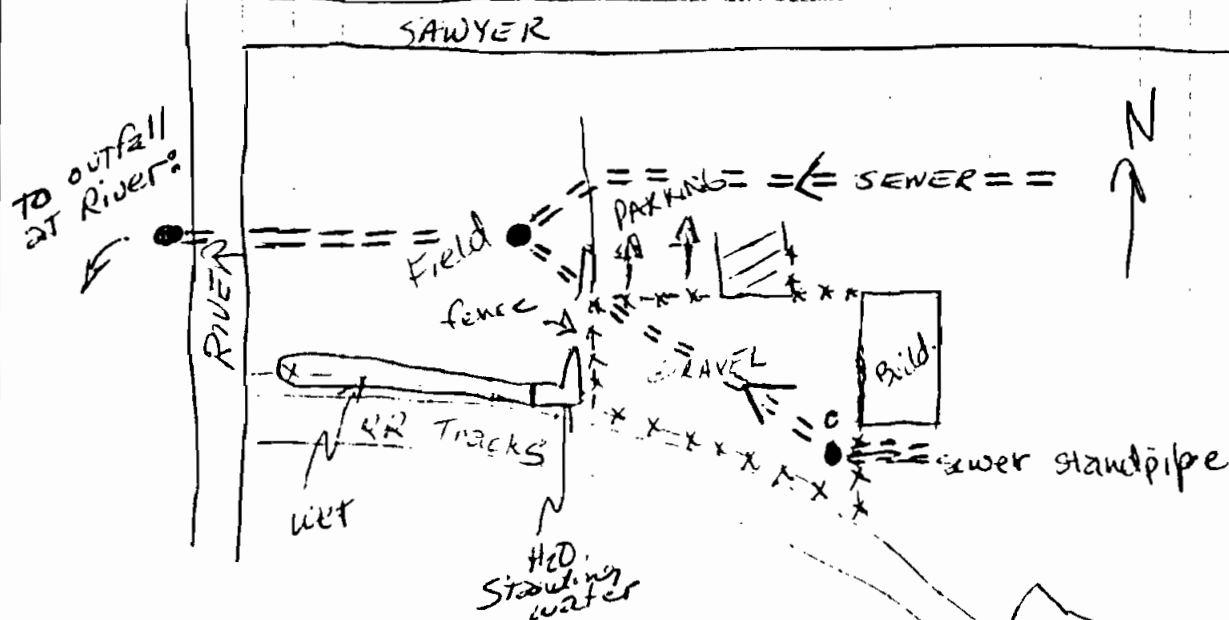 SAWYER
N
TO outfall
at River:
SEWER
PARKING
Field
RIVER
fence
GRAVEL
Build.
RR Tracks
C
sewer standpipe
WET
H2O
Standing
water